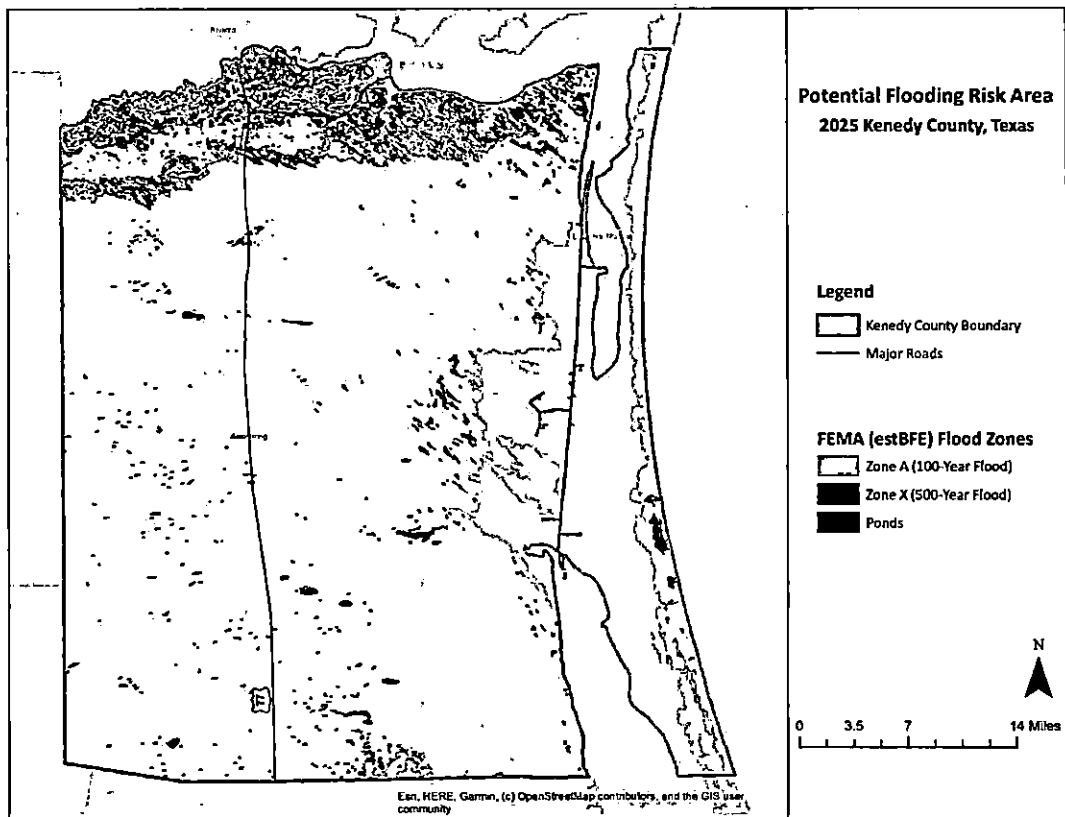 Potential Flooding Risk Area
2025 Kenedy County, Texas
Legend
Kenedy County Boundary
Major Roads
FEMA (estBFE) Flood Zones
Zone A (100-Year Flood)
Zone X (500-Year Flood)
Ponds
77
N
0 3.5 7 14 Miles
Esri, HERE, Garmin, (c) OpenStreetMap contributors, and the GIS user
community